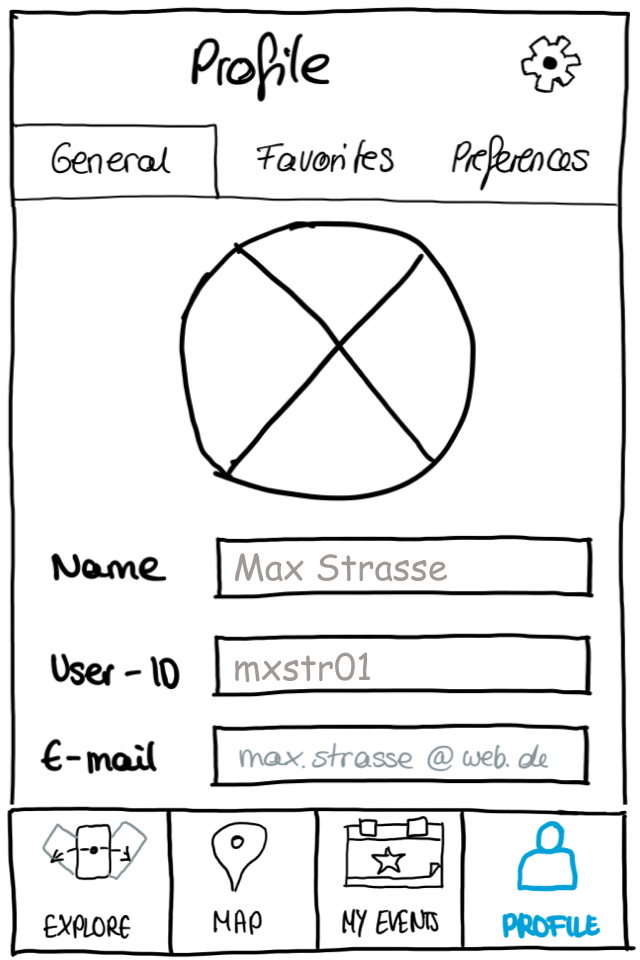 Profile
General Favorites Preferences
Name Max Strasse
User-ID mxstr01
E-mail max.strasse@web.de
EXPLORE MAP MY EVENTS PROFILE